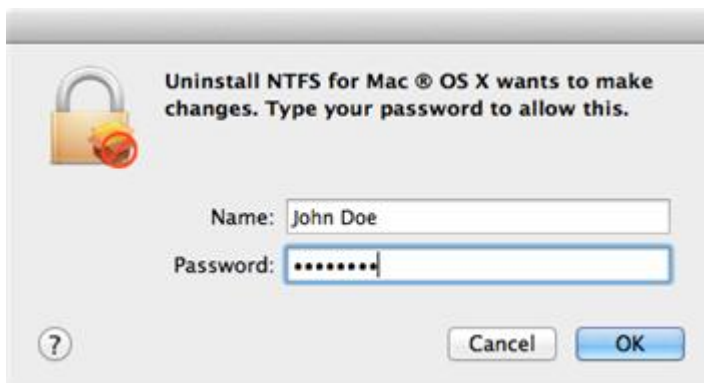 Uninstall NTFS for Mac ® OS X wants to make
changes. Type your password to allow this.
Name: John Doe
Password: ••••••••
?
Cancel OK